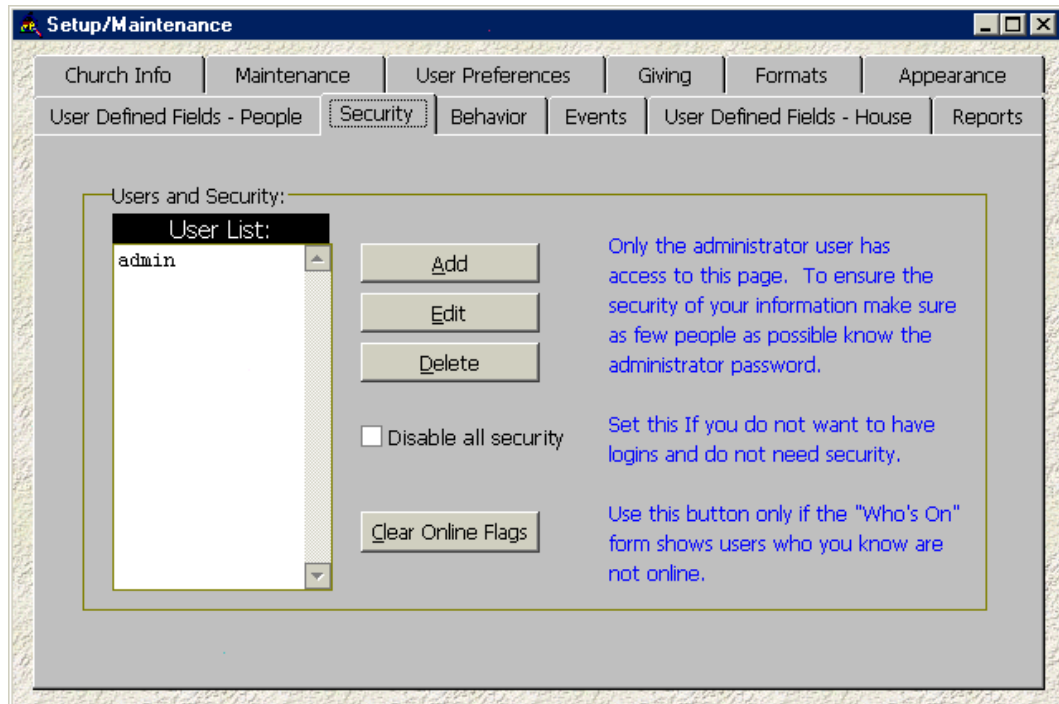 Setup/Maintenance
Church Info Maintenance User Preferences Giving Formats Appearance
User Defined Fields - People Security Behavior Events User Defined Fields - House Reports
Users and Security:
User List:
admin
Add
Edit
Delete
Only the administrator user has
access to this page. To ensure the
security of your information make sure
as few people as possible know the
administrator password.
Disable all security
Set this If you do not want to have
logins and do not need security.
Clear Online Flags
Use this button only if the "Who's On"
form shows users who you know are
not online.